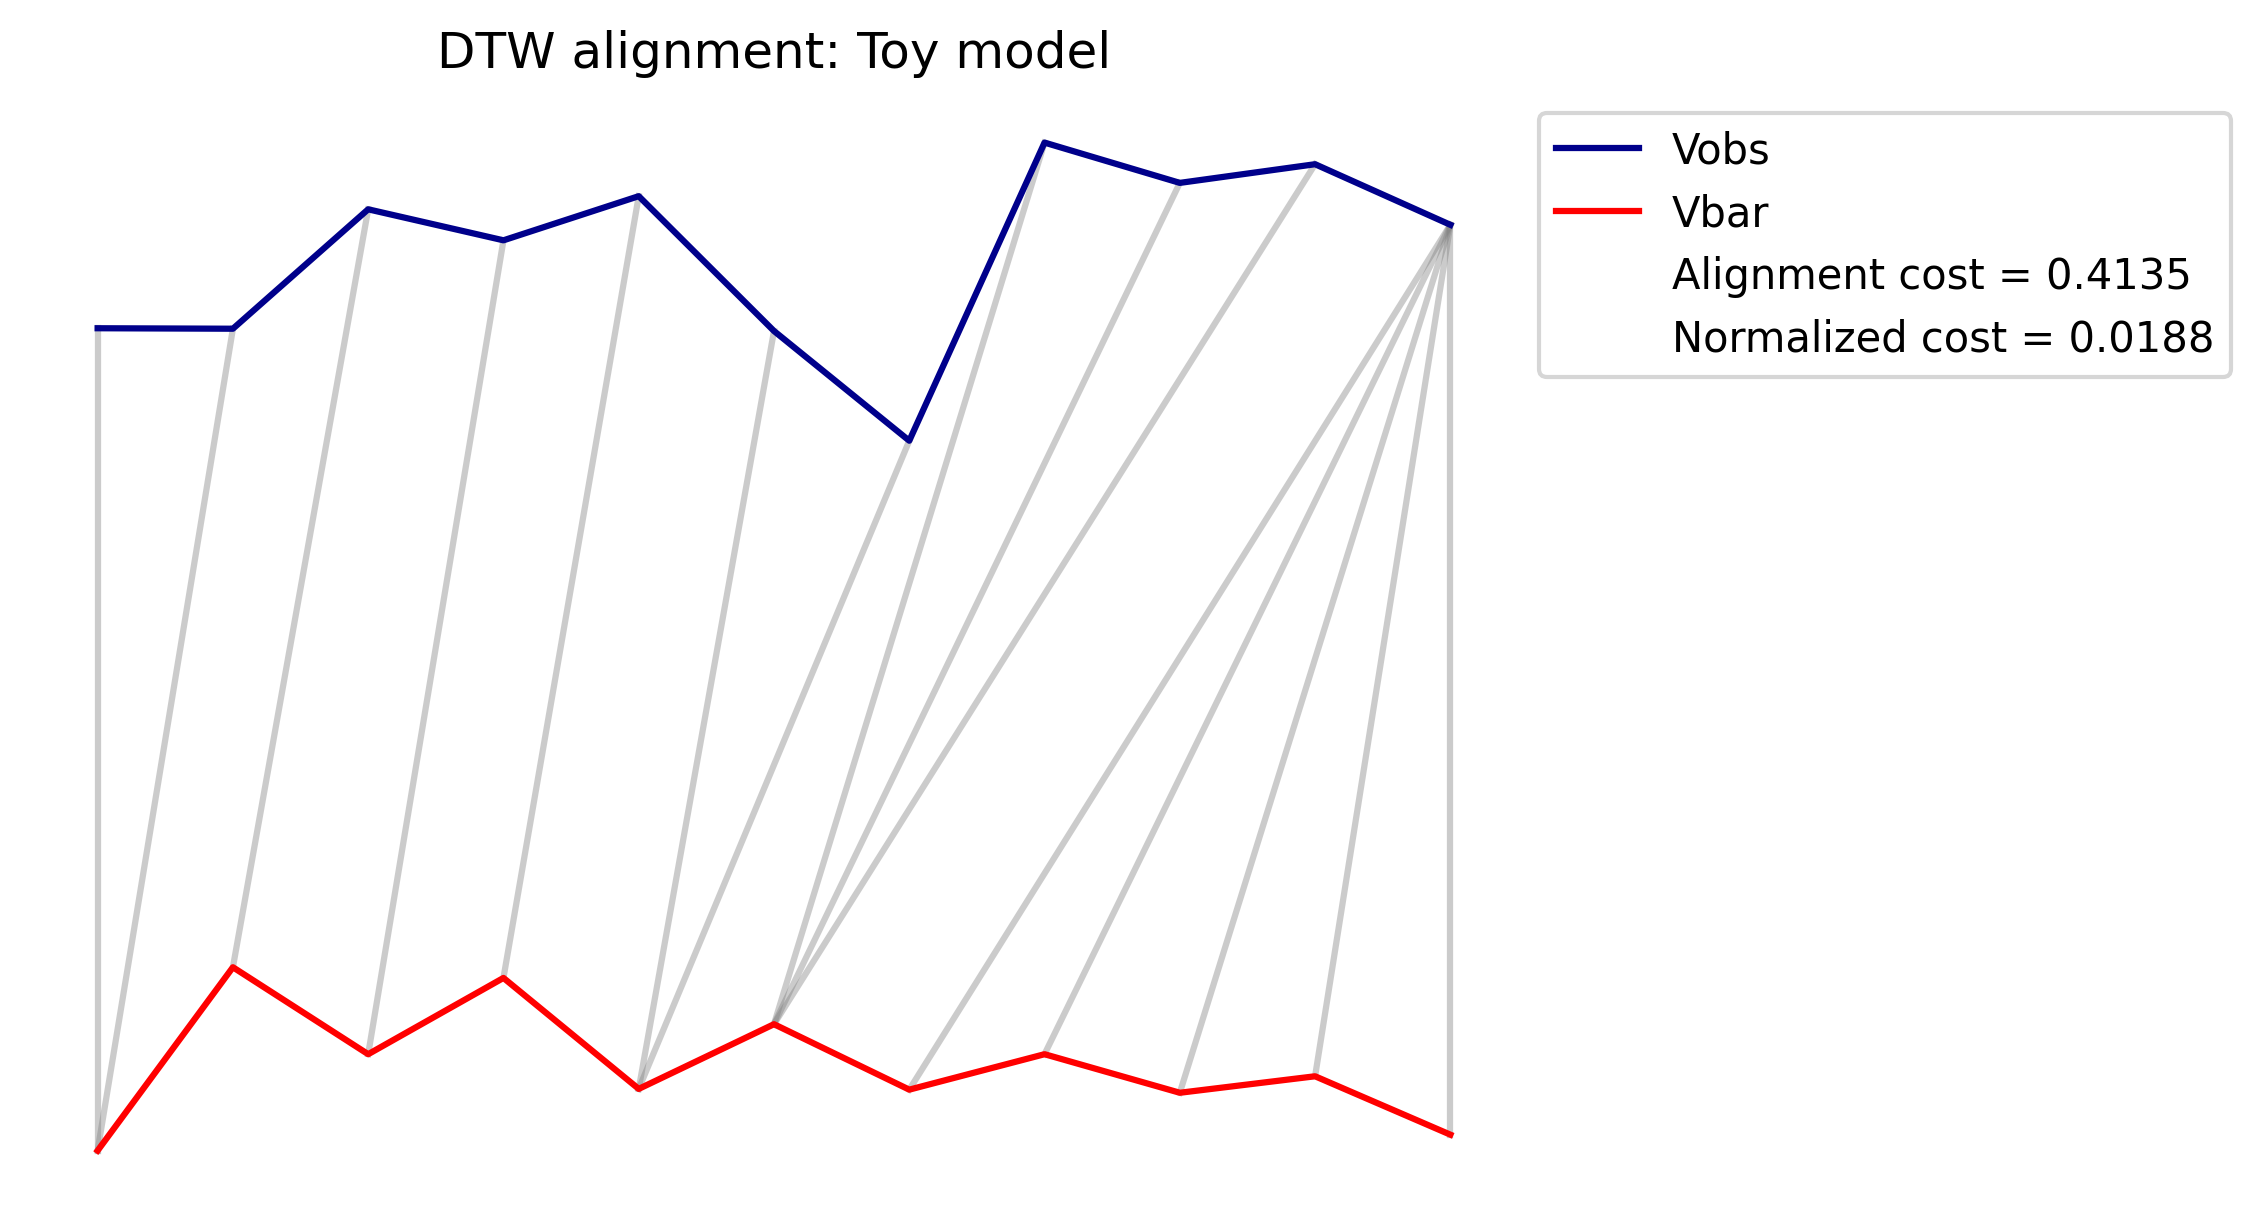 DTW alignment: Toy model
Vobs
Vbar
Alignment cost = 0.4135
Normalized cost = 0.0188